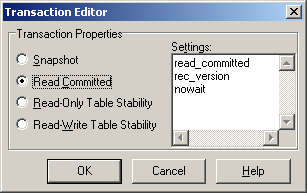 Transaction Editor
Transaction Properties
Snapshot
Read Committed
Read-Only Table Stability
Read-Write Table Stability
Settings:
read_committed
rec_version
nowait
OK
Cancel
Help